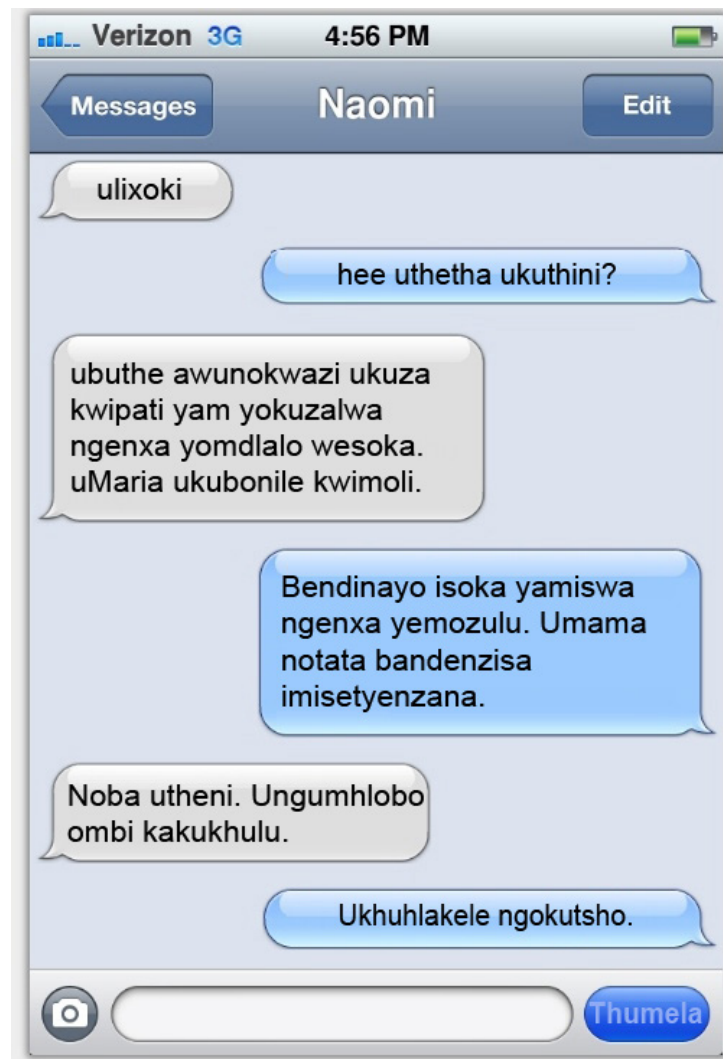 Verizon 3G 4:56 PM
Messages Naomi Edit
ulixoki
hee uthetha ukuthini?
ubuthe awunokwazi ukuza
kwipati yam yokuzalwa
ngenxa yomdlalo wesoka.
uMaria ukubonile kwimoli.
Bendinayo isoka yamiswa
ngenxa yemozulu. Umama
notata bandenzisa
imisetyenzana.
Noba utheni. Ungumhlobo
ombi kakukhulu.
Ukhuhlakele ngokutsho.
Thumela